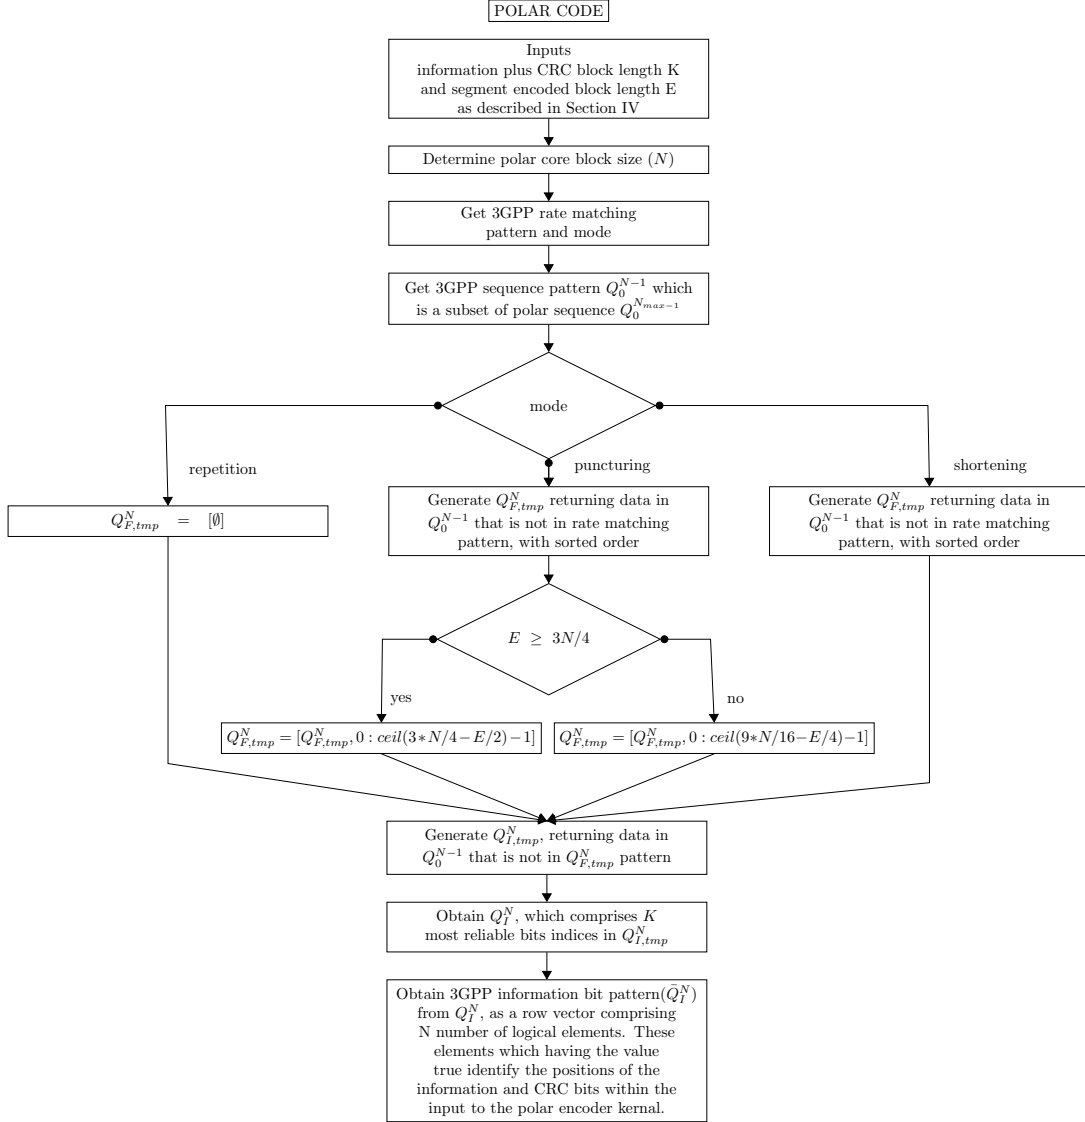 POLAR CODE
Inputs
information plus CRC block length K
and segment encoded block length E
as described in Section IV
Determine polar core block size (N)
Get 3GPP rate matching
pattern and mode
Get 3GPP sequence pattern Q_0^{N-1} which
is a subset of polar sequence Q_0^{N_{max-1}}
mode
repetition
puncturing
shortening
Q_{F,tmp}^N = [∅]
Generate Q_{F,tmp}^N returning data in
Q_0^{N-1} that is not in rate matching
pattern, with sorted order
Generate Q_{F,tmp}^N returning data in
Q_0^{N-1} that is not in rate matching
pattern, with sorted order
E ≥ 3N/4
yes
no
Q_{F,tmp}^N = [Q_{F,tmp}^N, 0 : ceil(3*N/4−E/2)−1]
Q_{F,tmp}^N = [Q_{F,tmp}^N, 0 : ceil(9*N/16−E/4)−1]
Generate Q_{I,tmp}^N, returning data in
Q_0^{N-1} that is not in Q_{F,tmp}^N pattern
Obtain Q_I^N, which comprises K
most reliable bits indices in Q_{I,tmp}^N
Obtain 3GPP information bit pattern(Q̄_I^N)
from Q_I^N, as a row vector comprising
N number of logical elements. These
elements which having the value
true identify the positions of the
information and CRC bits within the
input to the polar encoder kernal.